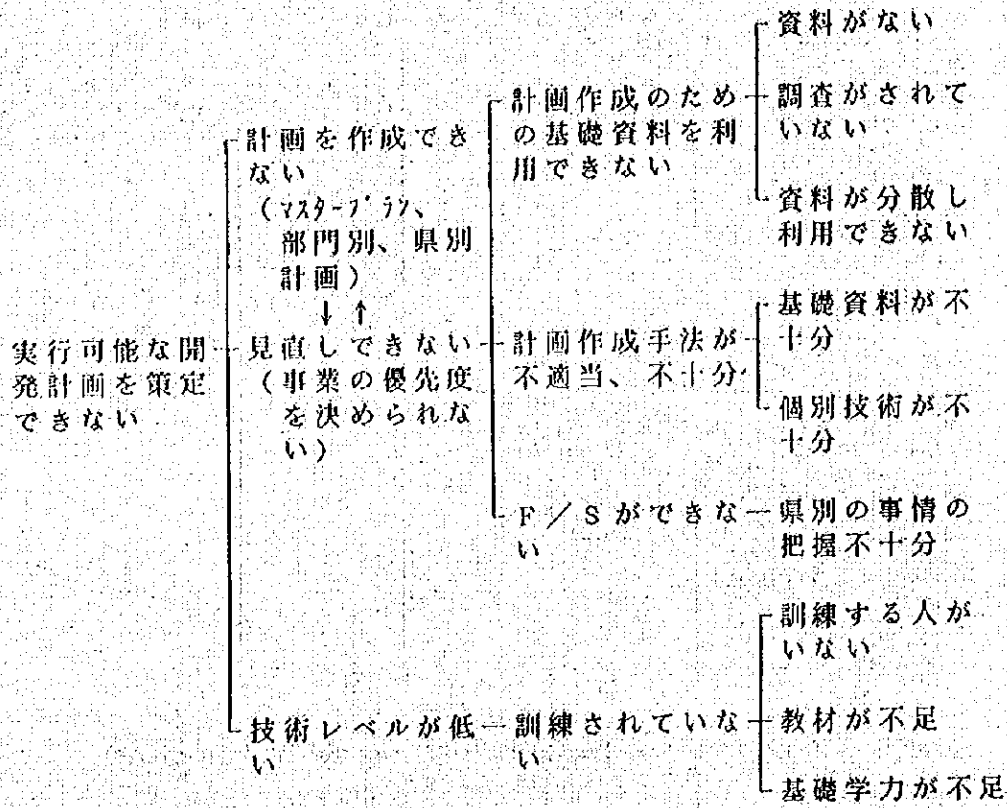 実行可能な開
発計画を策定
できない
計画を作成でき
ない
（マスタープラン、
部門別、県別
計画）
↓ ↑
見直しできない
（事業の優先度
を決められな
い）
技術レベルが低
い
計画作成のため
の基礎資料を利
用できない
計画作成手法が
不適当、不十分
F／Sができな
い
訓練されていな
い
資料がない
調査がされて
いない
資料が分散し
利用できない
基礎資料が不
十分
個別技術が不
十分
県別の事情の
把握不十分
訓練する人が
いない
教材が不足
基礎学力が不足